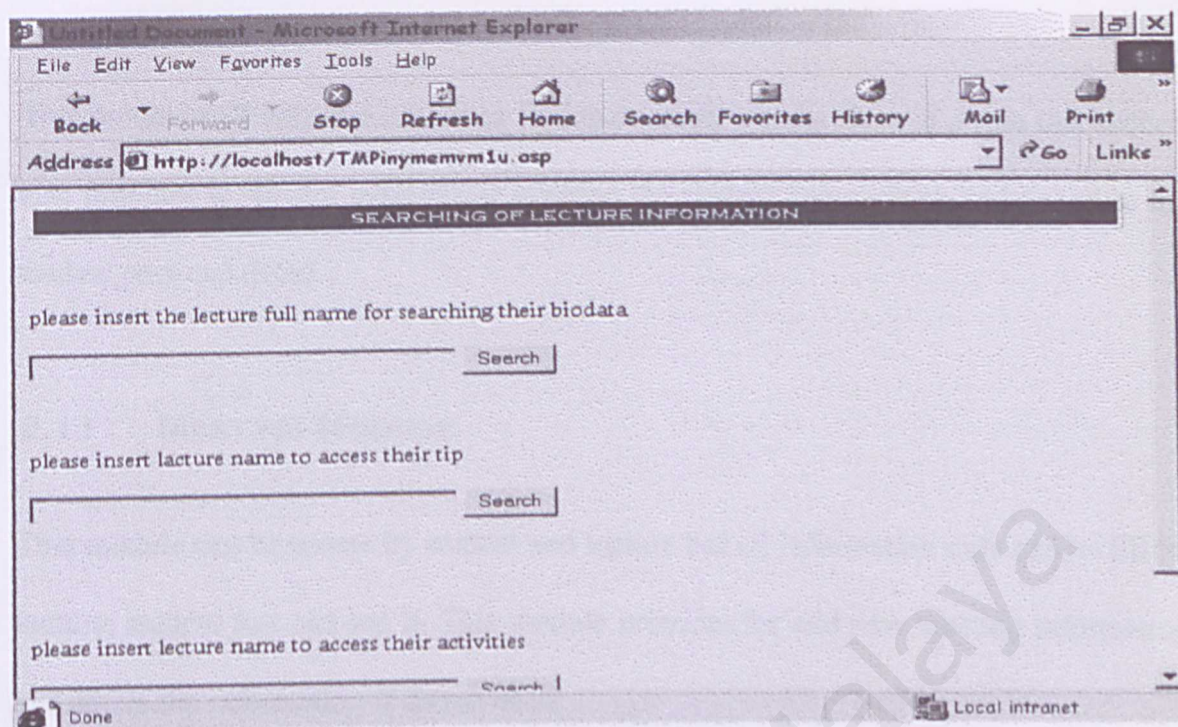 Untitled Document - Microsoft Internet Explorer
File Edit View Favorites Tools Help
Back Forward Stop Refresh Home Search Favorites History Mail Print
Address http://localhost/TMPinymemvm1u.asp Go Links
SEARCHING OF LECTURE INFORMATION
please insert the lecture full name for searching their biodata
Search
please insert lacture name to access their tip
Search
please insert lecture name to access their activities
Search
Done Local intranet